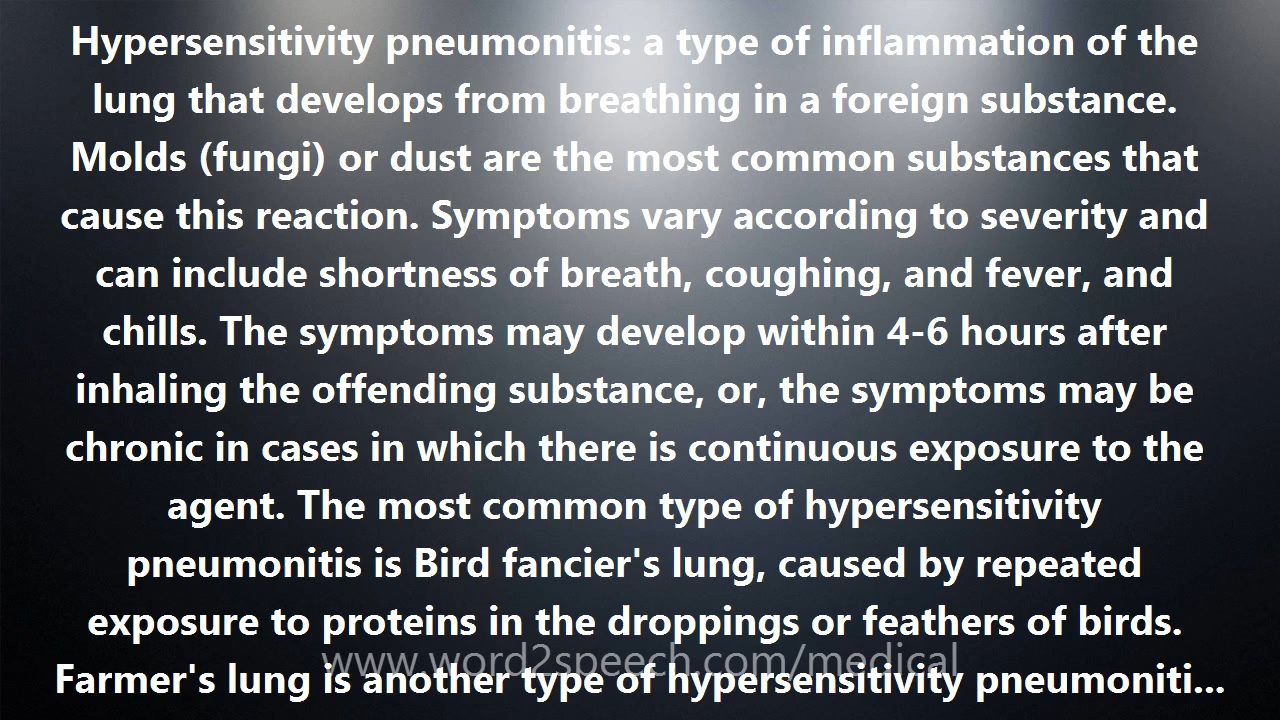 Hypersensitivity pneumonitis: a type of inflammation of the
lung that develops from breathing in a foreign substance.
Molds (fungi) or dust are the most common substances that
cause this reaction. Symptoms vary according to severity and
can include shortness of breath, coughing, and fever, and
chills. The symptoms may develop within 4-6 hours after
inhaling the offending substance, or, the symptoms may be
chronic in cases in which there is continuous exposure to the
agent. The most common type of hypersensitivity
pneumonitis is Bird fancier's lung, caused by repeated
exposure to proteins in the droppings or feathers of birds.
www.word2speech.com/medical
Farmer's lung is another type of hypersensitivity pneumoniti...